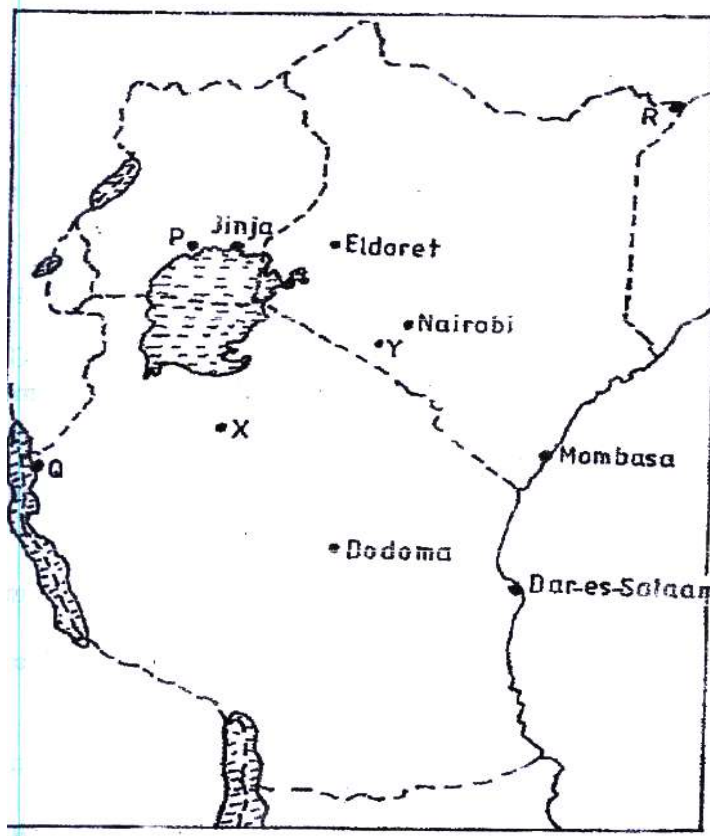 R
P
Jinja
Eldoret
Nairobi
Y
X
Q
Mombasa
Dodoma
Dar-es-Salaam